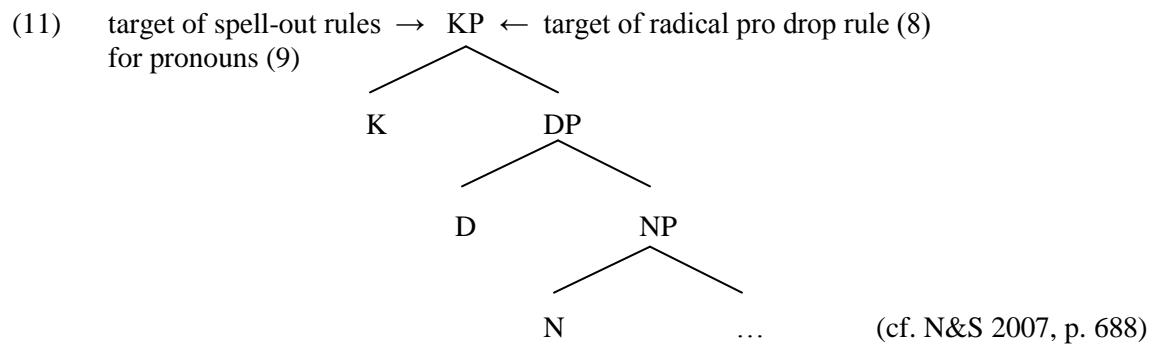 (11) target of spell-out rules → KP ← target of radical pro drop rule (8)
for pronouns (9)
K DP
D NP
N … (cf. N&S 2007, p. 688)